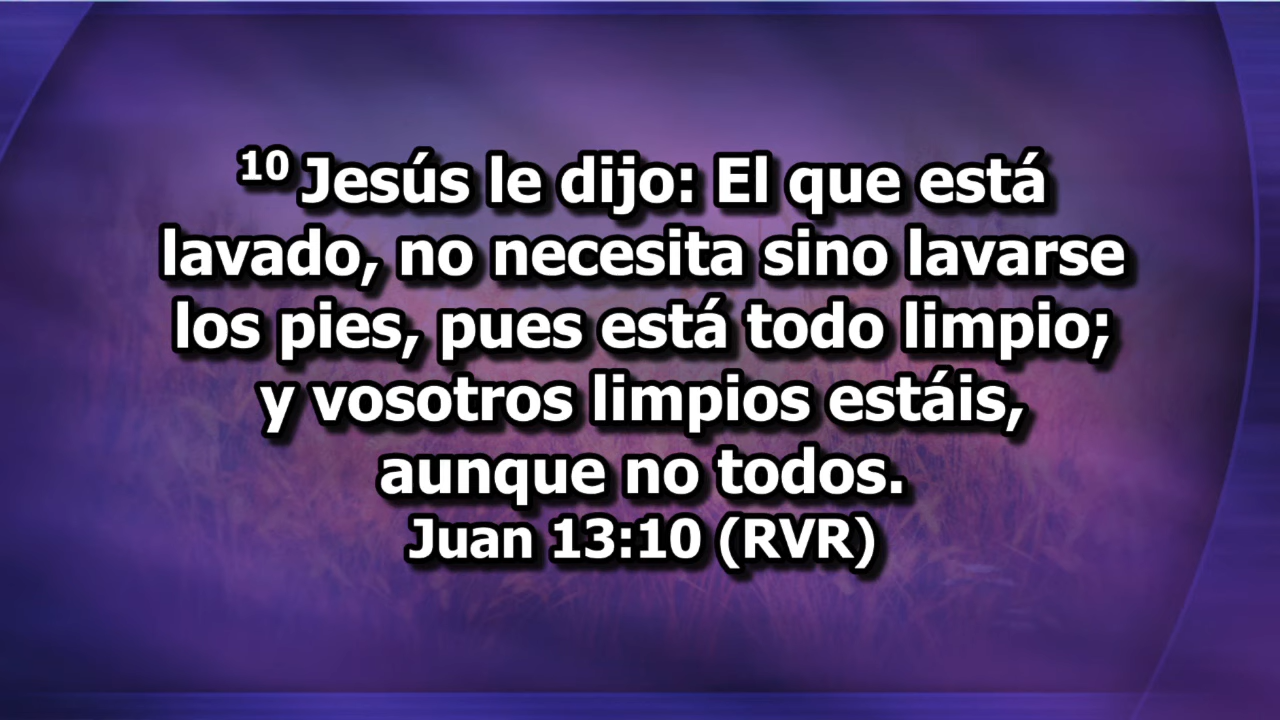 10 Jesús le dijo: El que está
lavado, no necesita sino lavarse
los pies, pues está todo limpio;
y vosotros limpios estáis,
aunque no todos.
Juan 13:10 (RVR)